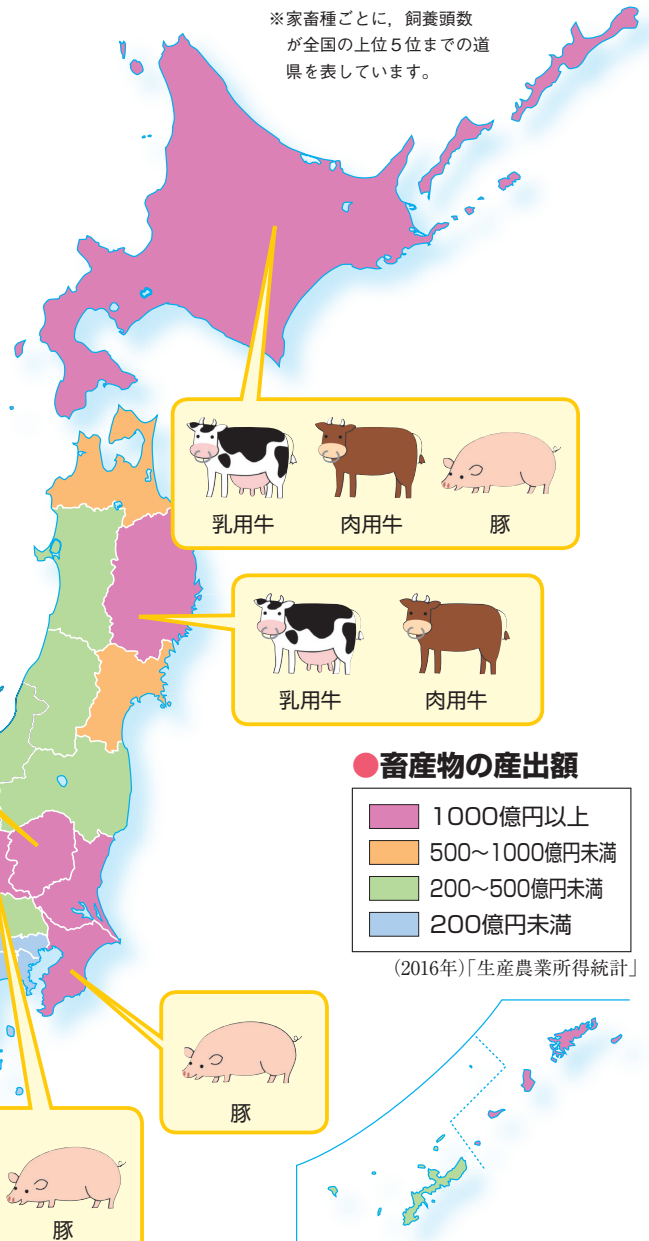 ※家畜種ごとに，飼養頭数
が全国の上位５位までの道
県を表しています。
乳用牛
肉用牛
豚
乳用牛
肉用牛
●畜産物の産出額
1000億円以上
500～1000億円未満
200～500億円未満
200億円未満
(2016年)「生産農業所得統計」
豚
豚